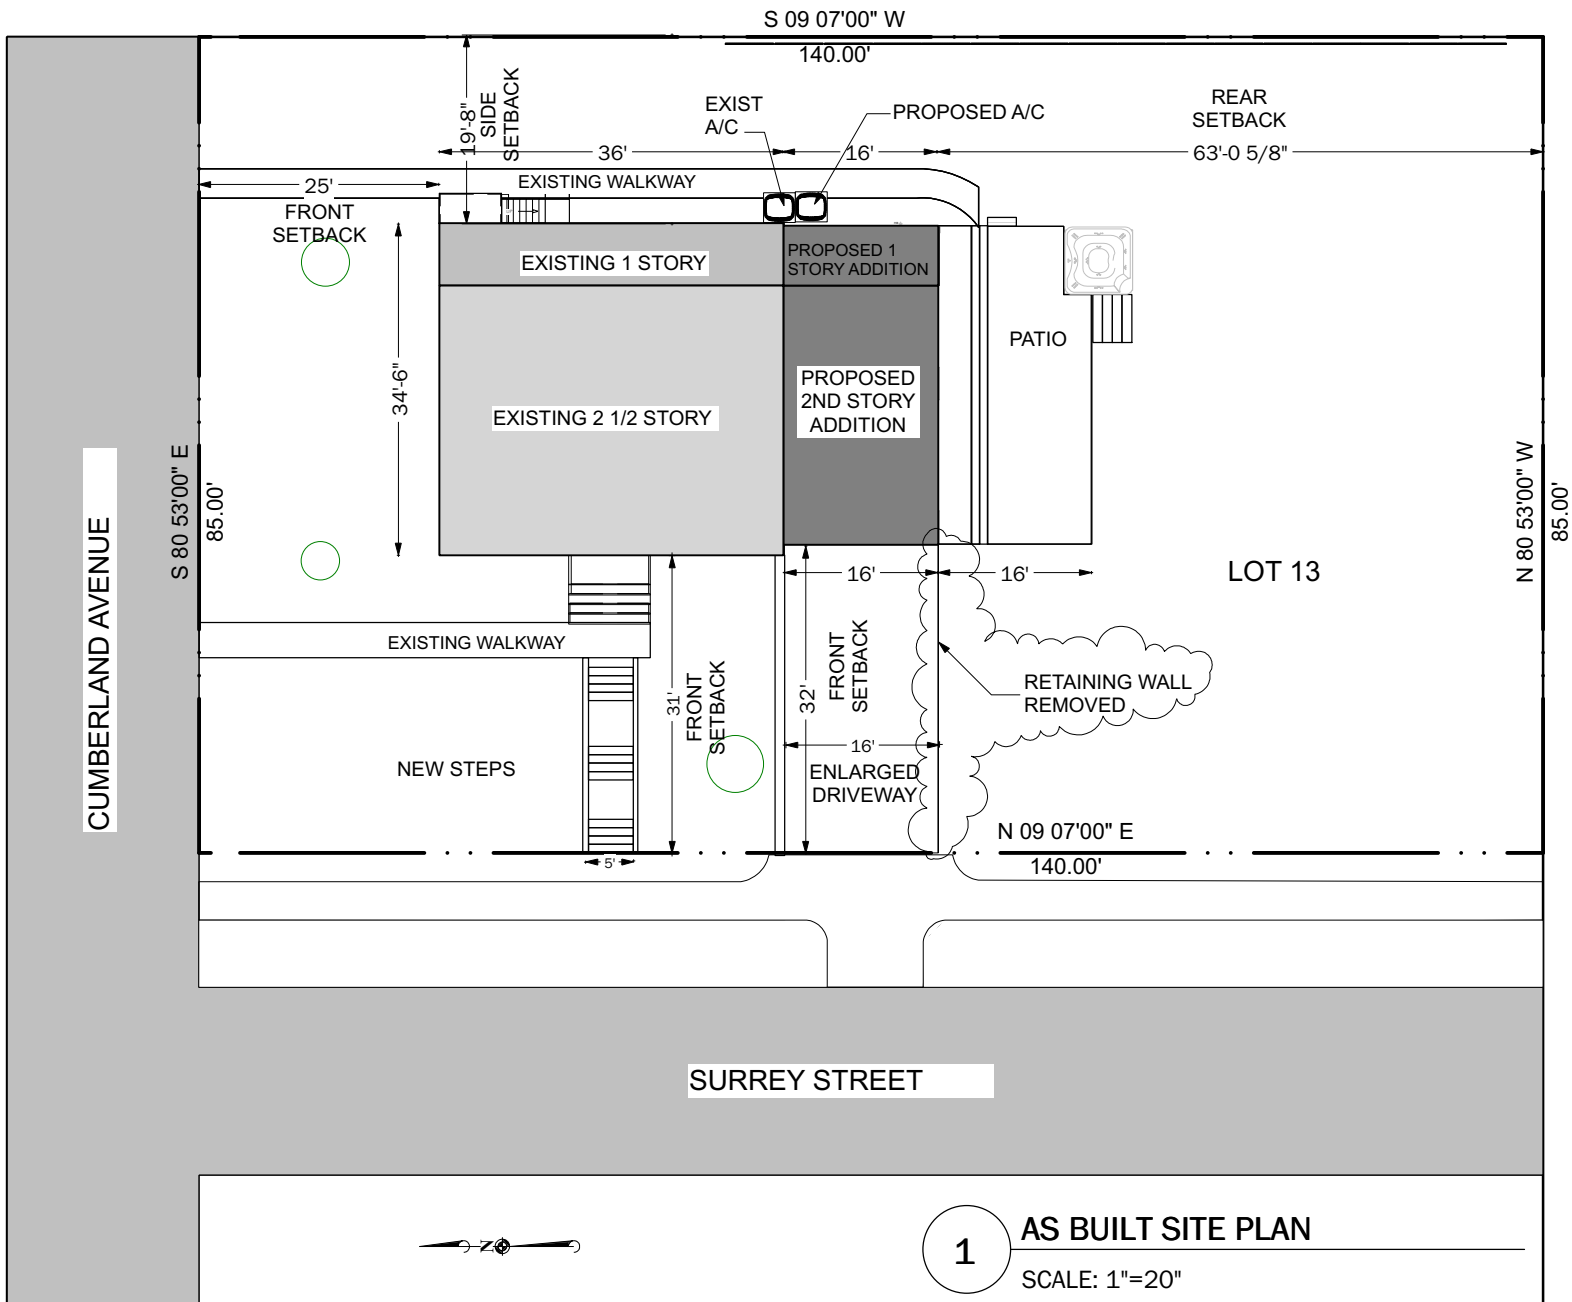 S 09 07'00" W
140.00'
19'-8"
SIDE
SETBACK
EXIST
A/C
PROPOSED A/C
REAR
SETBACK
36'
16'
63'-0 5/8"
25'
FRONT
SETBACK
EXISTING WALKWAY
EXISTING 1 STORY
PROPOSED 1
STORY ADDITION
34'-6"
EXISTING 2 1/2 STORY
PROPOSED
2ND STORY
ADDITION
PATIO
CUMBERLAND AVENUE
S 80 53'00" E
85.00'
N 80 53'00" W
85.00'
16'
16'
LOT 13
EXISTING WALKWAY
31'
FRONT
SETBACK
32'
FRONT
SETBACK
RETAINING WALL
REMOVED
16'
NEW STEPS
ENLARGED
DRIVEWAY
N 09 07'00" E
140.00'
5'
SURREY STREET
N
1
AS BUILT SITE PLAN
SCALE: 1"=20"